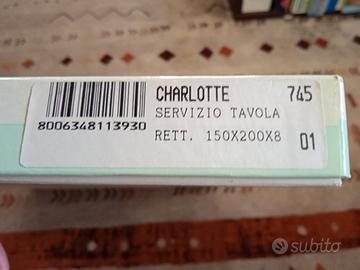 CHARLOTTE 745
SERVIZIO TAVOLA
8006348113930
RETT. 150X200X8 01
subito